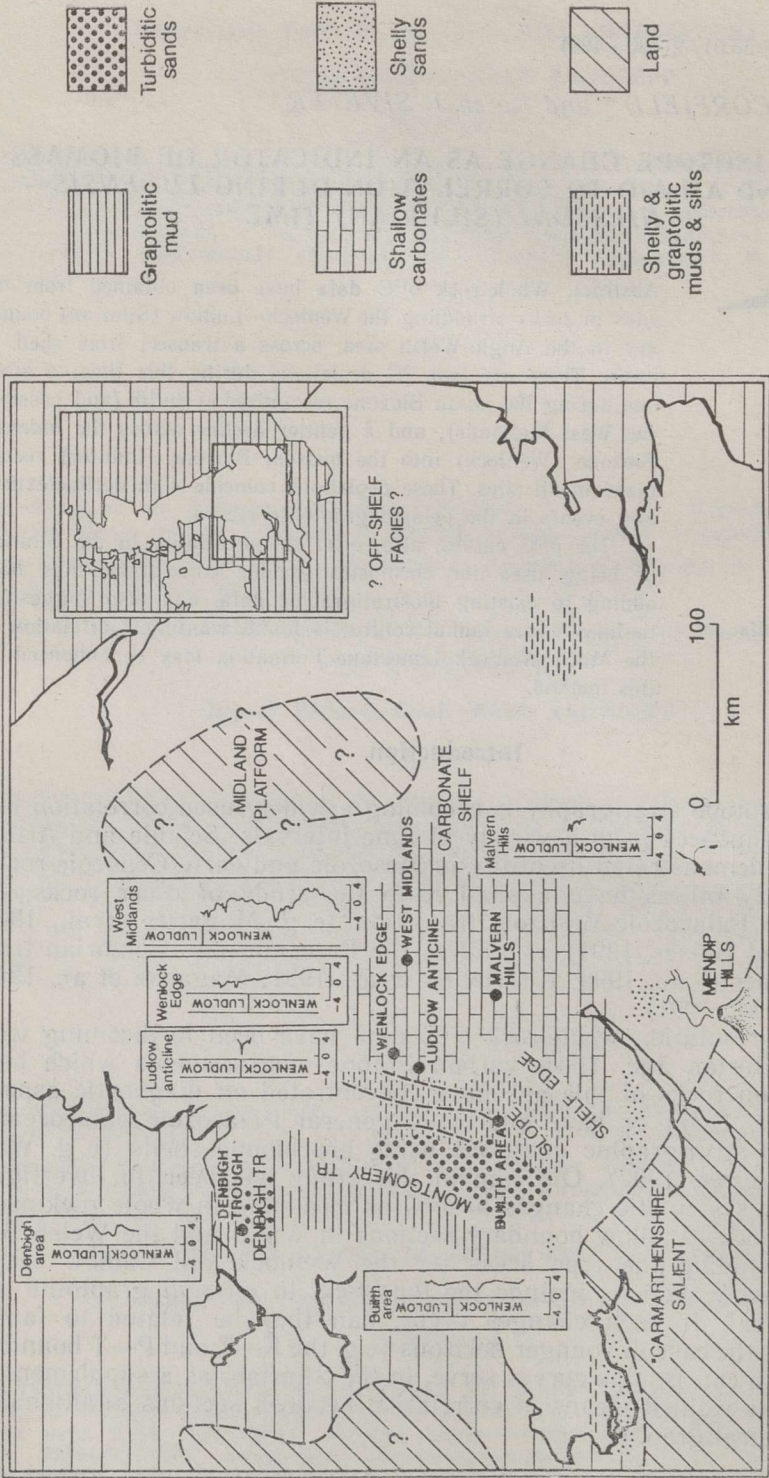 Denbigh
area
WENLOCK LUDLOW
-4 0 4
DENBIGH
TROUGH
DENBIGH TR
Ludlow
anticline
WENLOCK LUDLOW
-4 0 4
Wenlock
Edge
WENLOCK LUDLOW
-4 0 4
West
Midlands
WENLOCK LUDLOW
-4 0 4
?
?
MIDLAND
PLATFORM
?
?
?
? OFF-SHELF
FACIES ?
?
MONTGOMERY TR
WENLOCK EDGE
WEST MIDLANDS
LUDLOW ANTICINE
CARBONATE
SHELF
Builth
area
WENLOCK LUDLOW
-4 0 4
BUILTH AREA
SLOPE
MALVERN
HILLS
Malvern
Hills
WENLOCK LUDLOW
-4 0 4
SHELF EDGE
"CARMARTHENSHIRE"
SALIENT
MENDIP
HILLS
0 100
km
Graptolitic
mud
Turbiditic
sands
Shallow
carbonates
Shelly
sands
Shelly &
graptolitic
muds & silts
Land